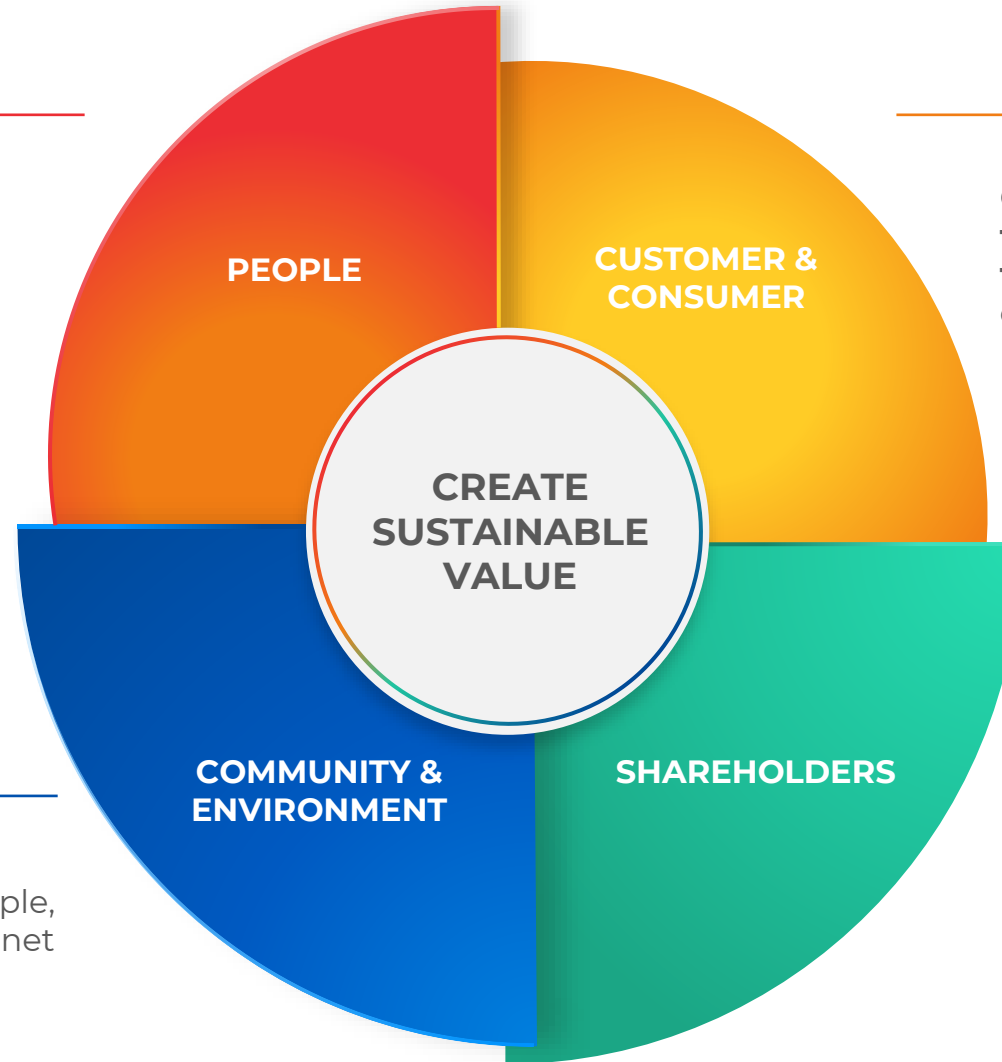 PEOPLE
CUSTOMER &
CONSUMER
CREATE
SUSTAINABLE
VALUE
COMMUNITY &
ENVIRONMENT
SHAREHOLDERS
ple,
net